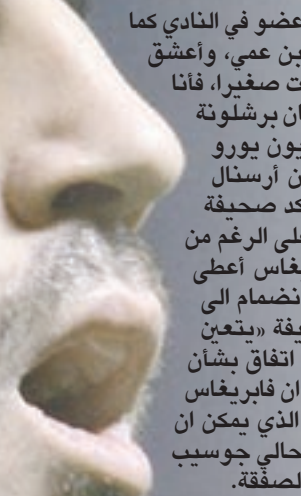 عضو في النادي كما
بن عمي، وأعشق
ت صغيرا، فأنا
ان برشلونة
يون يورو
ن أرسنال
كد صحيفة
لى الرغم من
يغاس أعطى
نضمام الى
يفة «يتعين
اتفاق بشأن
ان فابريغاس
الذي يمكن ان
حالي جوسيب
لصفقة.